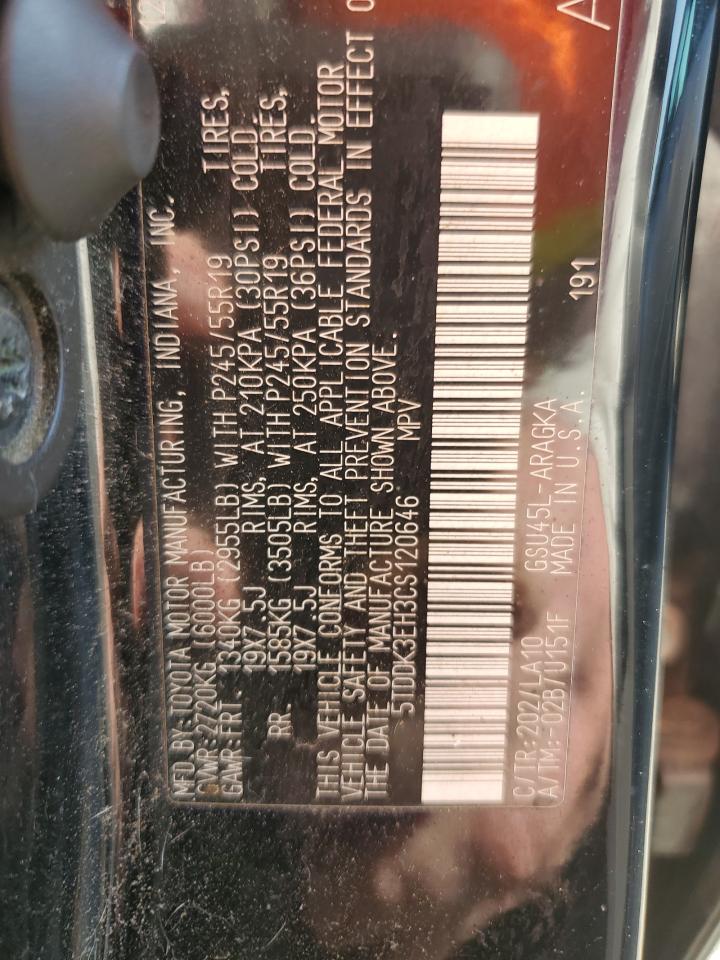 MFD.BY:TOYOTA MOTOR MANUFACTURING, INDIANA, INC.
GVWR:2720KG (6000LB)
GAWR:FRT. 1340KG (2955LB) WITH P245/55R19 TIRES,
19X7.5J RIMS, AT 210KPA (30PSI) COLD.
RR. 1585KG (3505LB) WITH P245/55R19 TIRES,
19X7.5J RIMS, AT 250KPA (36PSI) COLD.
THIS VEHICLE CONFORMS TO ALL APPLICABLE FEDERAL MOTOR
VEHICLE SAFETY AND THEFT PREVENTION STANDARDS IN EFFECT O
THE DATE OF MANUFACTURE SHOWN ABOVE.
5TDDK3EH3CS120646 MPV
C/TR:202/LA10 GSU45L-ARAGKA 191
A/TM:-02B/U151F MADE IN U.S.A.